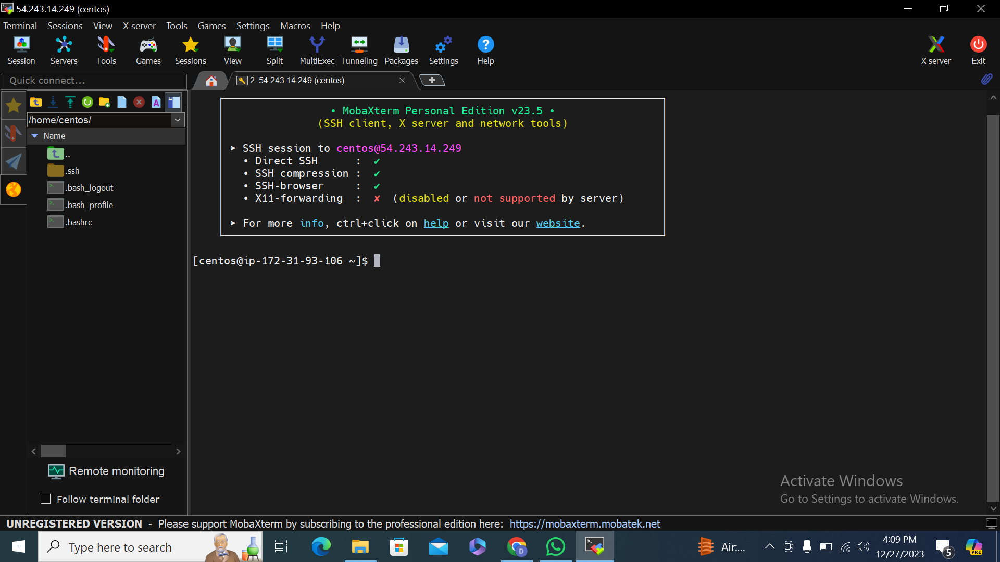 54.243.14.249 (centos)
Terminal Sessions View X server Tools Games Settings Macros Help
Session Servers Tools Games Sessions View Split MultiExec Tunneling Packages Settings Help X server Exit
Quick connect...
2. 54.243.14.249 (centos)
/home/centos/
Name
..
.ssh
.bash_logout
.bash_profile
.bashrc
Remote monitoring
Follow terminal folder
• MobaXterm Personal Edition v23.5 •
(SSH client, X server and network tools)
➤ SSH session to centos@54.243.14.249
• Direct SSH : ✔
• SSH compression : ✔
• SSH-browser : ✔
• X11-forwarding : ✘ (disabled or not supported by server)
➤ For more info, ctrl+click on help or visit our website.
[centos@ip-172-31-93-106 ~]$
Activate Windows
Go to Settings to activate Windows.
UNREGISTERED VERSION - Please support MobaXterm by subscribing to the professional edition here: https://mobaxterm.mobatek.net
Type here to search
D
Air:...
4:09 PM
12/27/2023
5
PRE